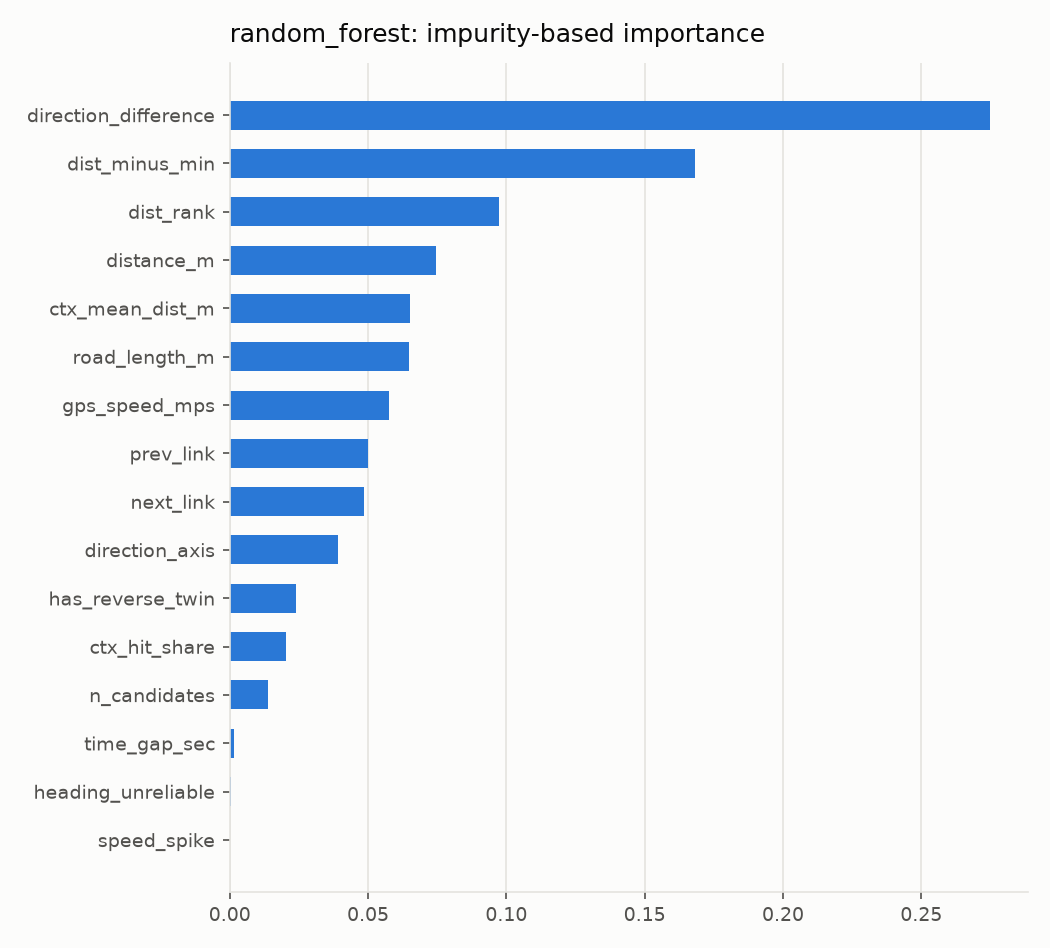 random_forest: impurity-based importance
direction_difference
dist_minus_min
dist_rank
distance_m
ctx_mean_dist_m
road_length_m
gps_speed_mps
prev_link
next_link
direction_axis
has_reverse_twin
ctx_hit_share
n_candidates
time_gap_sec
heading_unreliable
speed_spike
0.00 0.05 0.10 0.15 0.20 0.25